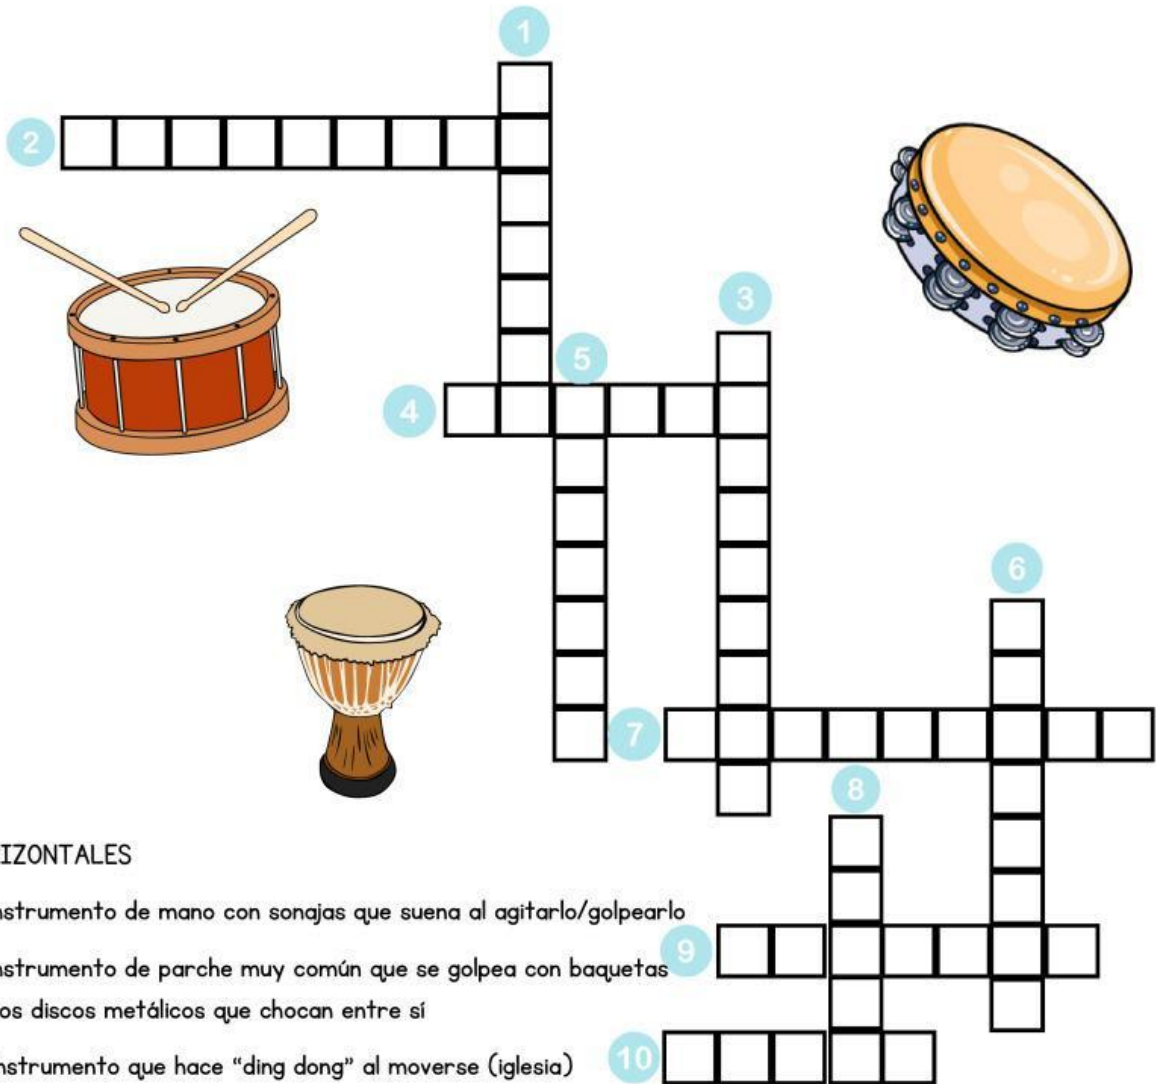 1
2
3
5
4
6
7
8
IZONTALES
nstrumento de mano con sonajas que suena al agitarlo/golpearlo
9
nstrumento de parche muy común que se golpea con baquetas
os discos metálicos que chocan entre sí
nstrumento que hace “ding dong” al moverse (iglesia)
10